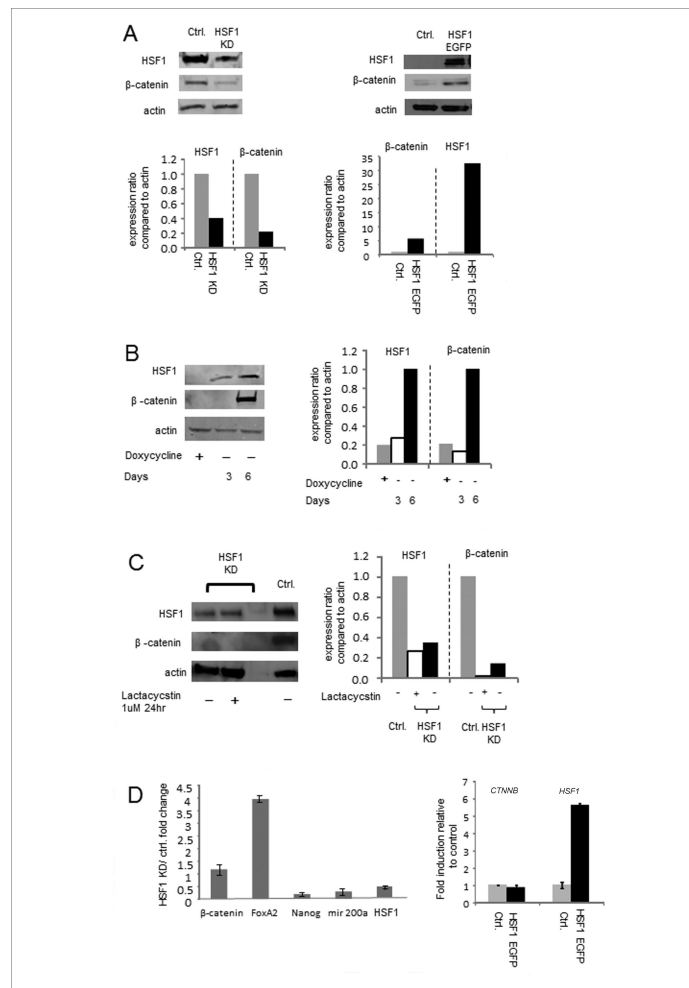 A
Ctrl. HSF1 KD
HSF1
β-catenin
actin
Ctrl. HSF1 EGFP
HSF1
β-catenin
actin
expression ratio compared to actin
HSF1 β-catenin
1.2
1.0
0.8
0.6
0.4
0.2
0.0
Ctrl. HSF1 KD Ctrl. HSF1 KD
expression ratio compared to actin
β-catenin HSF1
35
30
25
20
15
10
5
0
Ctrl. HSF1 EGFP Ctrl. HSF1 EGFP
B
HSF1
β -catenin
actin
Doxycycline + – –
Days 3 6
expression ratio compared to actin
HSF1 β-catenin
1.2
1.0
0.8
0.6
0.4
0.2
0.0
Doxycycline + - - + - -
Days 3 6 3 6
C
HSF1 KD Ctrl.
HSF1
β -catenin
actin
Lactacycstin – + –
1uM 24hr
expression ratio compared to actin
HSF1 β-catenin
1.2
1.0
0.8
0.6
0.4
0.2
0
Lactacycstin - + - - + -
Ctrl. HSF1 KD Ctrl. HSF1 KD
D
HSF1 KD/ ctrl. fold change
4.5
4
3.5
3
2.5
2
1.5
1
0.5
β-catenin FoxA2 Nanog mir 200a HSF1
Fold induction relative to control
CTNNB HSF1
7
6
5
4
3
2
1
0
Ctrl. HSF1 EGFP Ctrl. HSF1 EGFP